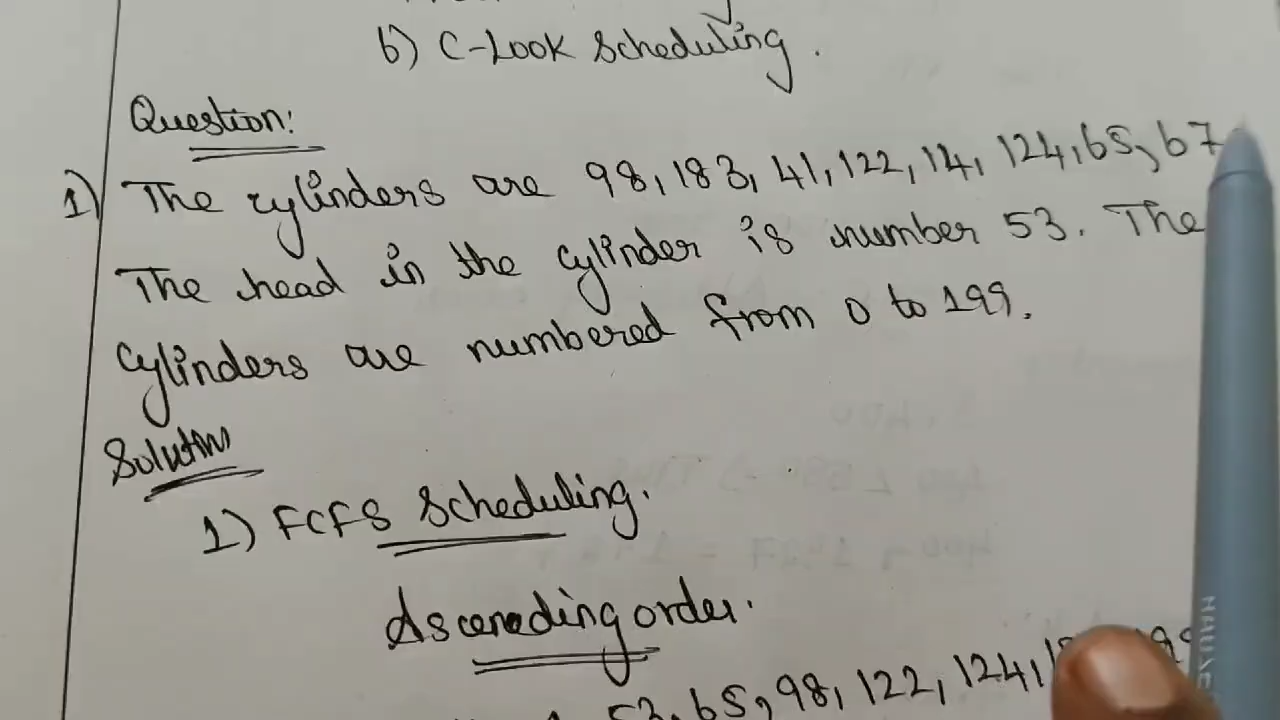 6) C-Look Scheduling.
Question:
1) The cylinders are 98, 183, 41, 122, 14, 124, 65, 67
The head in the cylinder is number 53. The
cylinders are numbered from 0 to 199.
Solution
1) FCFS Scheduling.
Ascending order.
53, 65, 98, 122, 124,